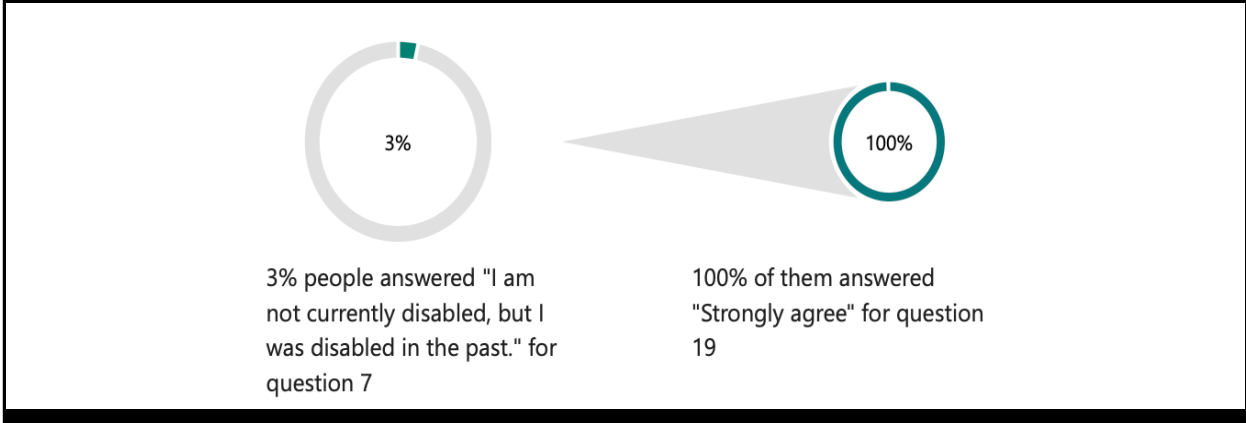 3%
100%
3% people answered "I am
not currently disabled, but I
was disabled in the past." for
question 7
100% of them answered
"Strongly agree" for question
19